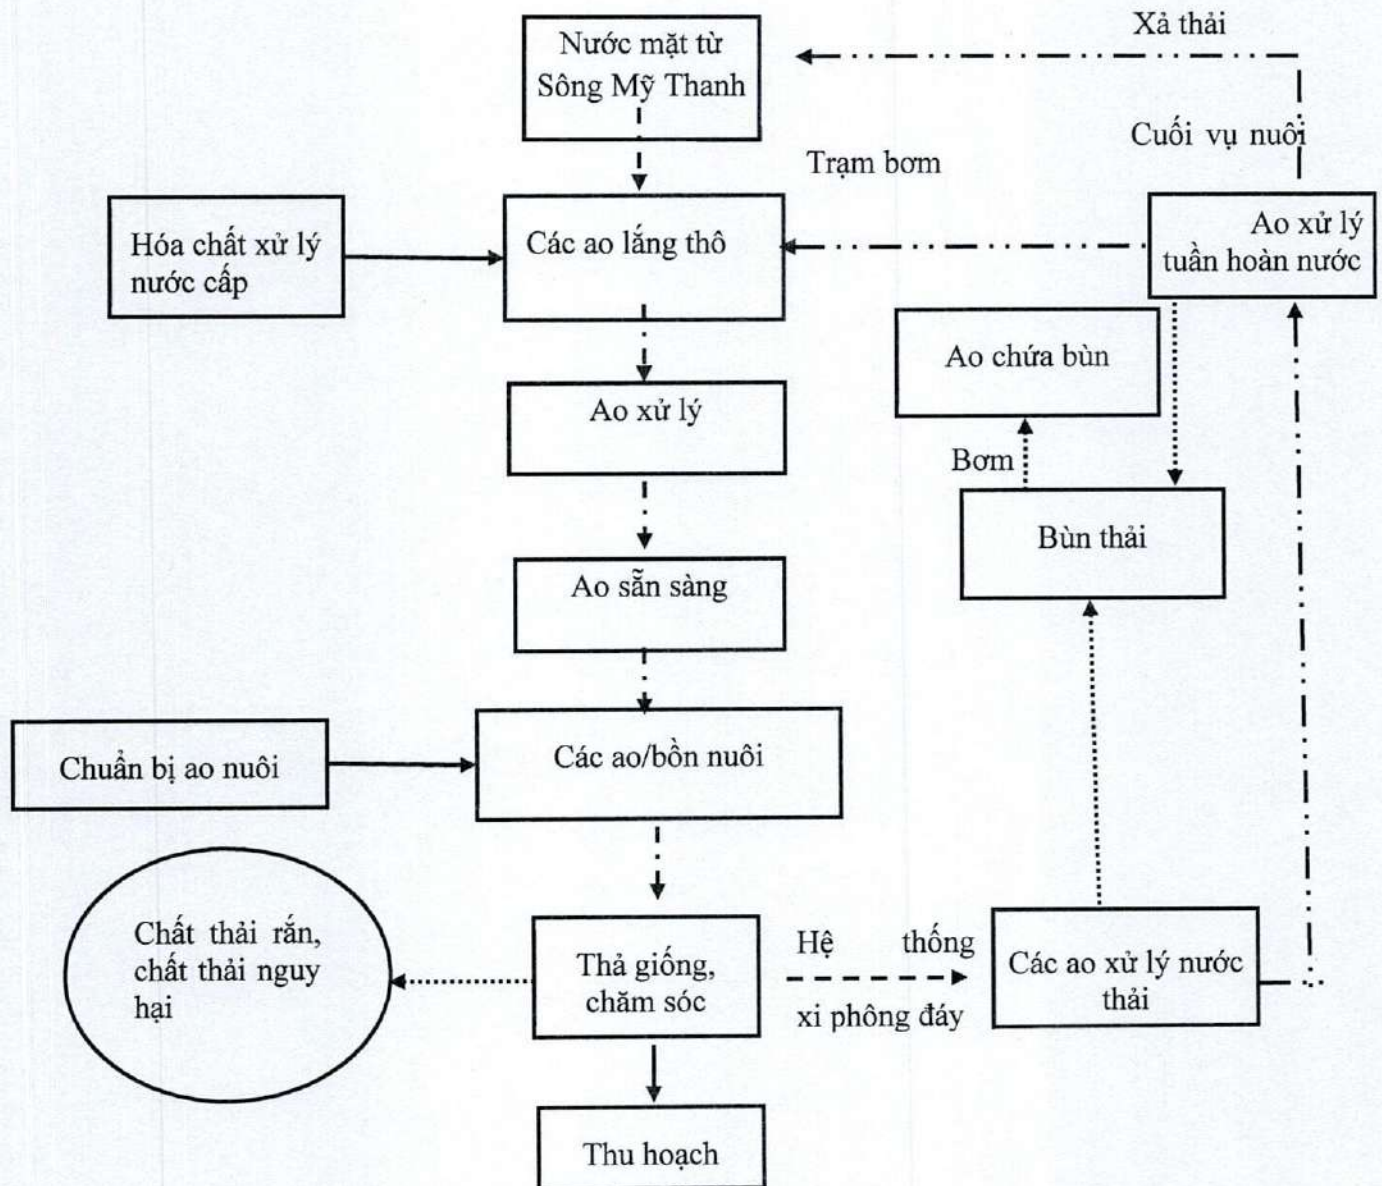 Nước mặt từ
Sông Mỹ Thanh
Xả thải
Cuối vụ nuôi
Trạm bơm
Hóa chất xử lý
nước cấp
Các ao lắng thô
Ao xử lý
tuần hoàn nước
Ao chứa bùn
Ao xử lý
Bơm
Bùn thải
Ao sẵn sàng
Chuẩn bị ao nuôi
Các ao/bồn nuôi
Chất thải rắn,
chất thải nguy
hại
Thả giống,
chăm sóc
Hệ thống
xi phông đáy
Các ao xử lý nước
thải
Thu hoạch